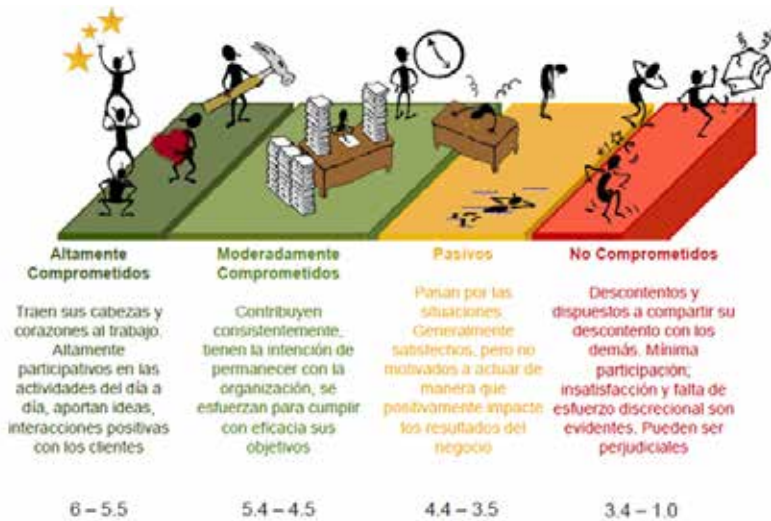 Altamente
Comprometidos
Traen sus cabezas y
corazones al trabajo.
Altamente
participativos en las
actividades del día a
día, aportan ideas,
interacciones positivas
con los clientes
6 – 5.5
Moderadamente
Comprometidos
Contribuyen
consistentemente,
tienen la intención de
permanecer con la
organización, se
esfuerzan para cumplir
con eficacia sus
objetivos
5.4 – 4.5
Pasivos
Pasan por las
situaciones.
Generalmente
satisfechos, pero no
motivados a actuar de
manera que
positivamente impacte
los resultados del
negocio
4.4 – 3.5
No Comprometidos
Descontentos y
dispuestos a compartir su
descontento con los
demás. Mínima
participación;
insatisfacción y falta de
esfuerzo discrecional son
evidentes. Pueden ser
perjudiciales
3.4 – 1.0